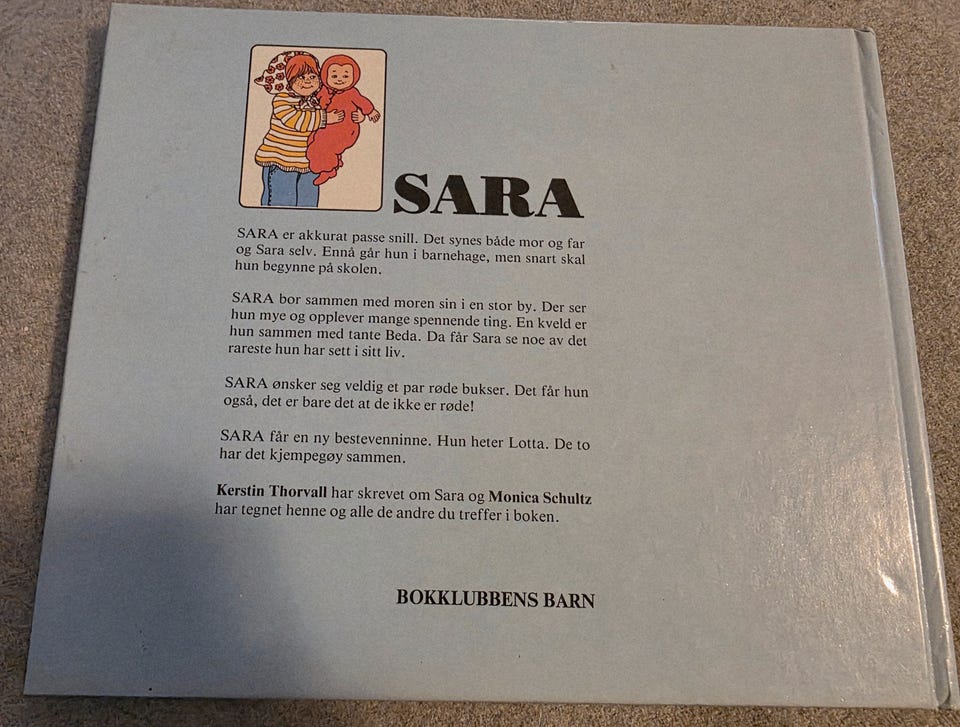 SARA
SARA er akkurat passe snill. Det synes både mor og far
og Sara selv. Ennå går hun i barnehage, men snart skal
hun begynne på skolen.
SARA bor sammen med moren sin i en stor by. Der ser
hun mye og opplever mange spennende ting. En kveld er
hun sammen med tante Beda. Da får Sara se noe av det
rareste hun har sett i sitt liv.
SARA ønsker seg veldig et par røde bukser. Det får hun
også, det er bare det at de ikke er røde!
SARA får en ny bestevenninne. Hun heter Lotta. De to
har det kjempegøy sammen.
Kerstin Thorvall har skrevet om Sara og Monica Schultz
har tegnet henne og alle de andre du treffer i boken.
BOKKLUBBENS BARN